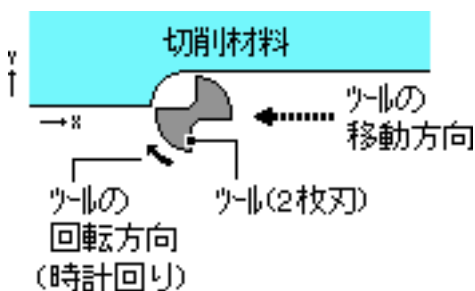 切削材料
Y
→X
ツールの
移動方向
ツールの
回転方向
(時計回り)
ツール(2枚刃)